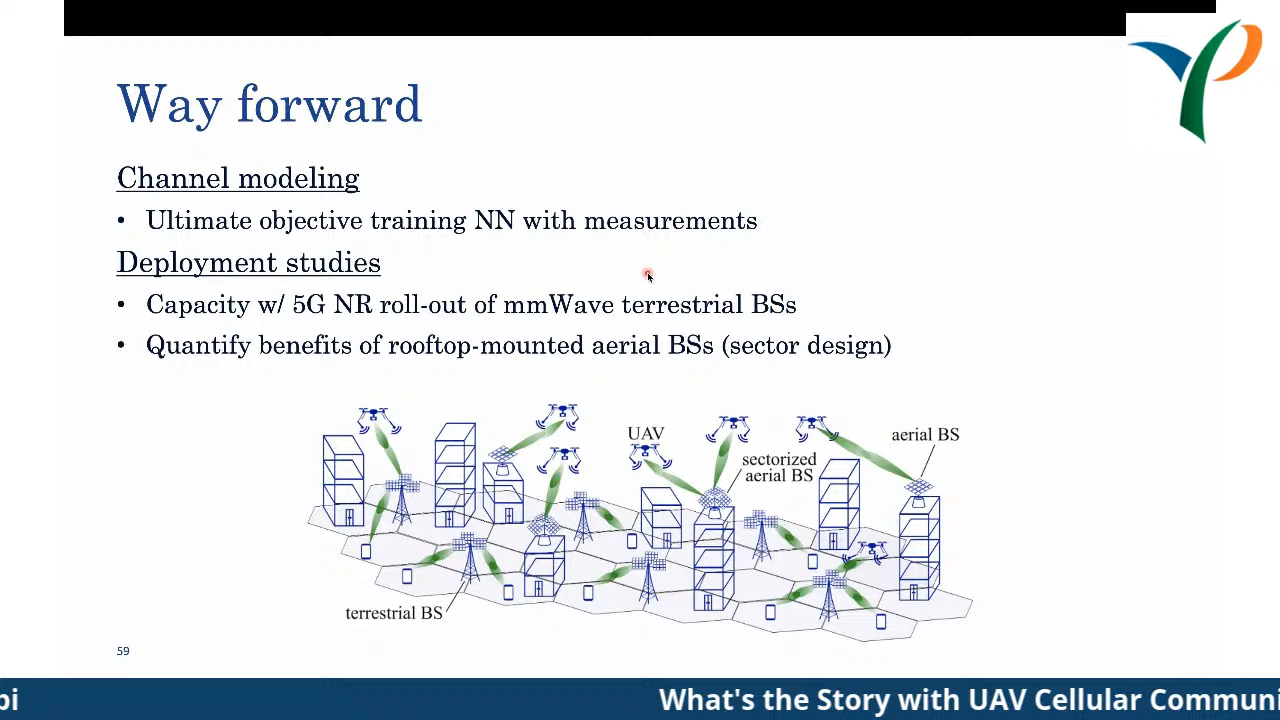 Way forward
Channel modeling
• Ultimate objective training NN with measurements
Deployment studies
• Capacity w/ 5G NR roll-out of mmWave terrestrial BSs
• Quantify benefits of rooftop-mounted aerial BSs (sector design)
UAV
aerial BS
sectorized
aerial BS
terrestrial BS
59
pi What's the Story with UAV Cellular Communi